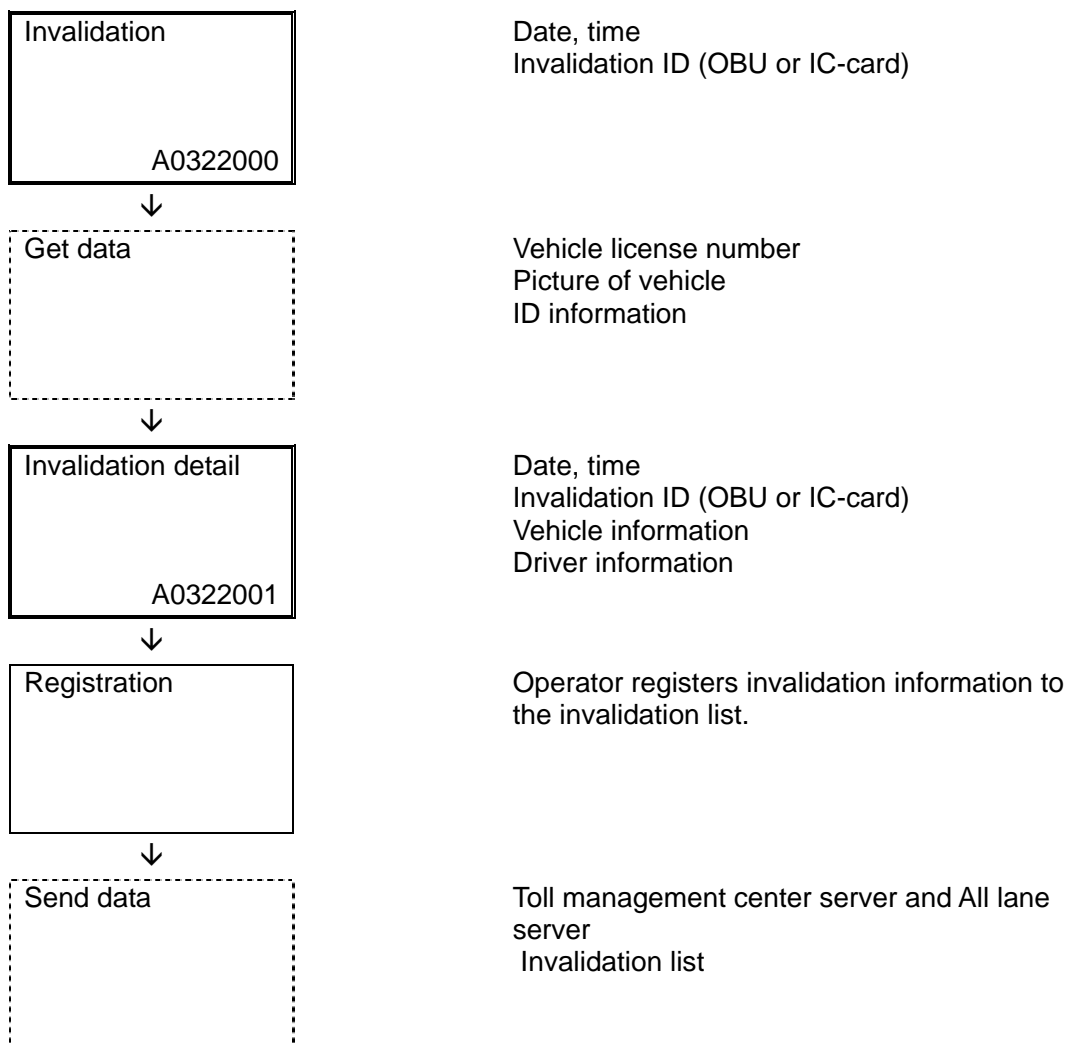 Invalidation
Date, time
Invalidation ID (OBU or IC-card)
A0322000
Get data
Vehicle license number
Picture of vehicle
ID information
Invalidation detail
Date, time
Invalidation ID (OBU or IC-card)
Vehicle information
Driver information
A0322001
Registration
Operator registers invalidation information to
the invalidation list.
Send data
Toll management center server and All lane
server
Invalidation list